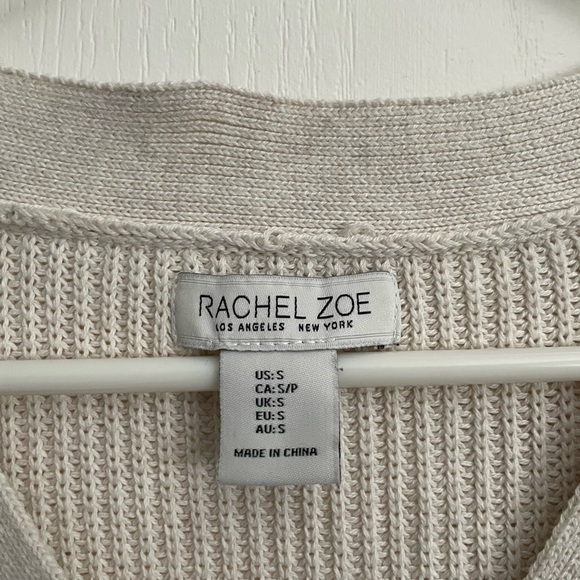 RACHEL ZOE
LOS ANGELES NEW YORK
US:S
CA:S/P
UK:S
EU:S
AU:S
MADE IN CHINA